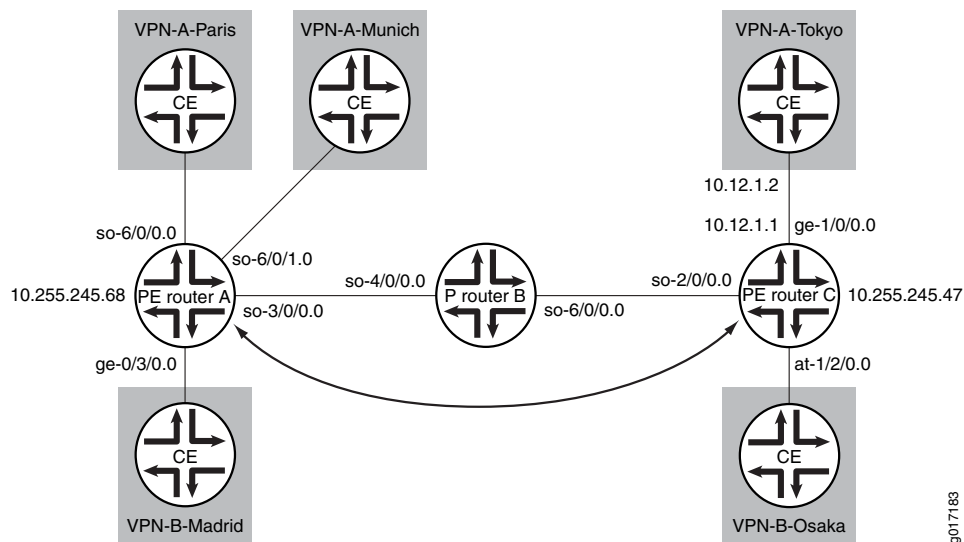 VPN-A-Paris
VPN-A-Munich
VPN-A-Tokyo
CE
CE
CE
10.12.1.2
10.12.1.1
ge-1/0/0.0
so-6/0/0.0
so-6/0/1.0
10.255.245.68
PE router A
so-3/0/0.0
so-4/0/0.0
P router B
so-6/0/0.0
so-2/0/0.0
PE router C
10.255.245.47
ge-0/3/0.0
at-1/2/0.0
CE
CE
VPN-B-Madrid
VPN-B-Osaka
g017183